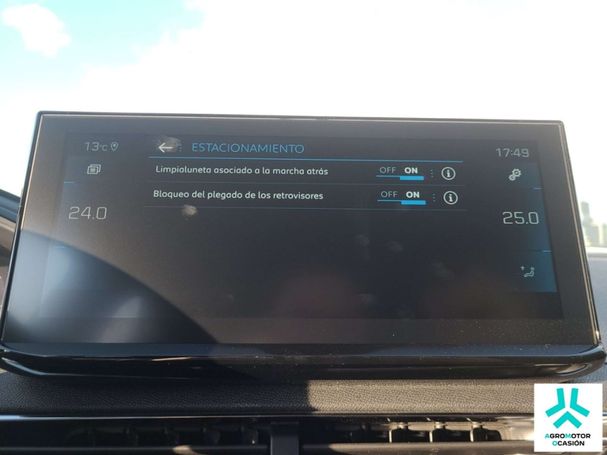 13°C
ESTACIONAMIENTO
17:49
Limpialuneta asociado a la marcha atrás OFF ON
Bloqueo del plegado de los retrovisores OFF ON
24.0
25.0
AGROMOTOR
OCASIÓN